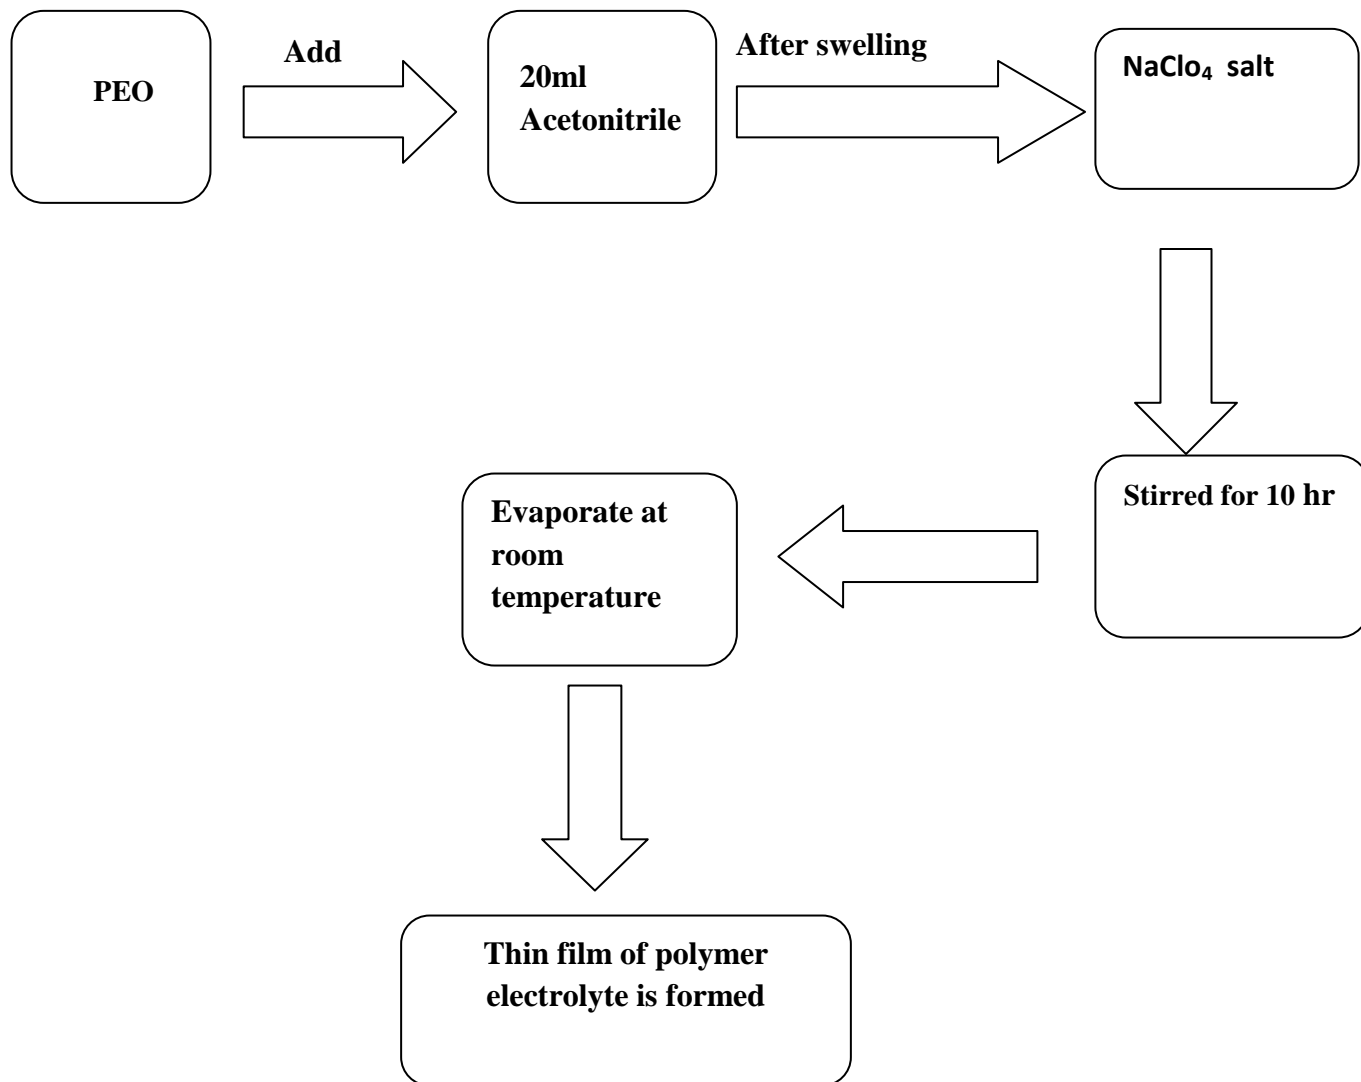 PEO
Add
20ml
Acetonitrile
After swelling
NaClo₄ salt
Stirred for 10 hr
Evaporate at
room
temperature
Thin film of polymer
electrolyte is formed